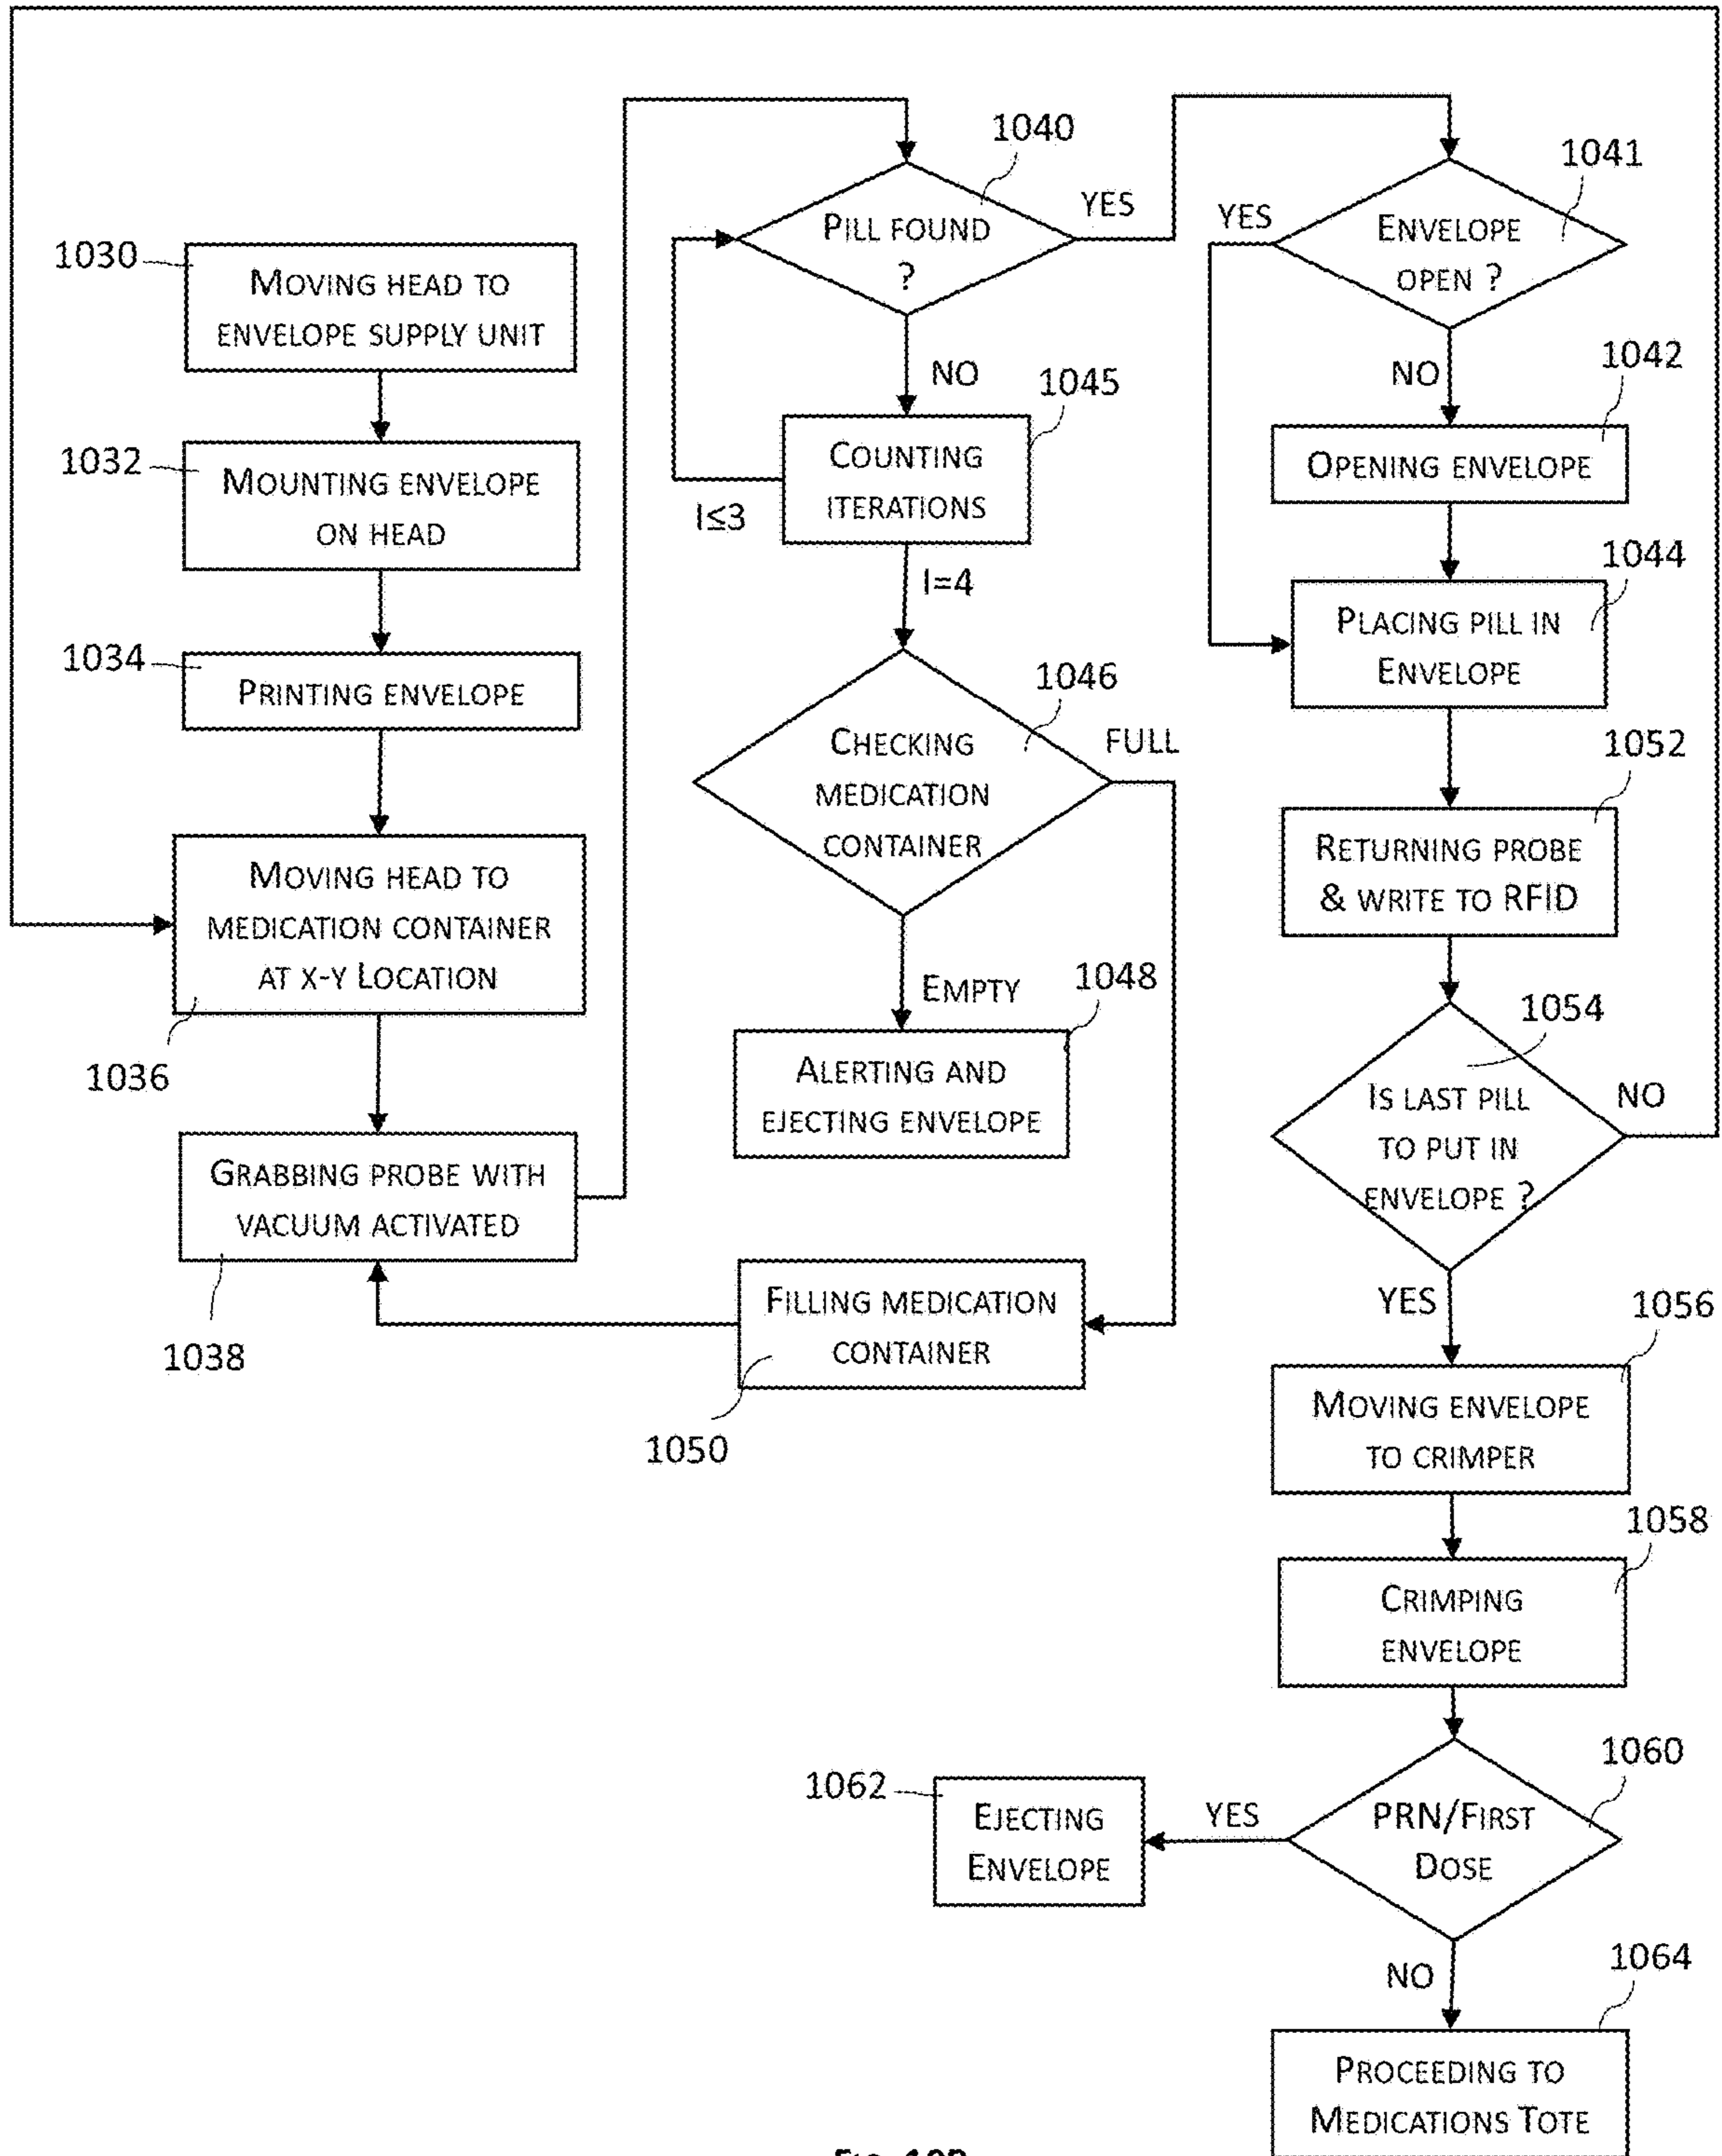 1030
MOVING HEAD TO
ENVELOPE SUPPLY UNIT
1032
MOUNTING ENVELOPE
ON HEAD
1034
PRINTING ENVELOPE
MOVING HEAD TO
MEDICATION CONTAINER
AT X-Y LOCATION
1036
GRABBING PROBE WITH
VACUUM ACTIVATED
1038
1040
PILL FOUND
?
YES
NO
1045
COUNTING
ITERATIONS
I≤3
I=4
1046
CHECKING
MEDICATION
CONTAINER
FULL
EMPTY
1048
ALERTING AND
EJECTING ENVELOPE
FILLING MEDICATION
CONTAINER
1050
1041
ENVELOPE
OPEN ?
YES
NO
1042
OPENING ENVELOPE
1044
PLACING PILL IN
ENVELOPE
1052
RETURNING PROBE
& WRITE TO RFID
1054
IS LAST PILL
TO PUT IN
ENVELOPE ?
NO
YES
1056
MOVING ENVELOPE
TO CRIMPER
1058
CRIMPING
ENVELOPE
1060
PRN/FIRST
DOSE
YES
1062
EJECTING
ENVELOPE
NO
1064
PROCEEDING TO
MEDICATIONS TOTE